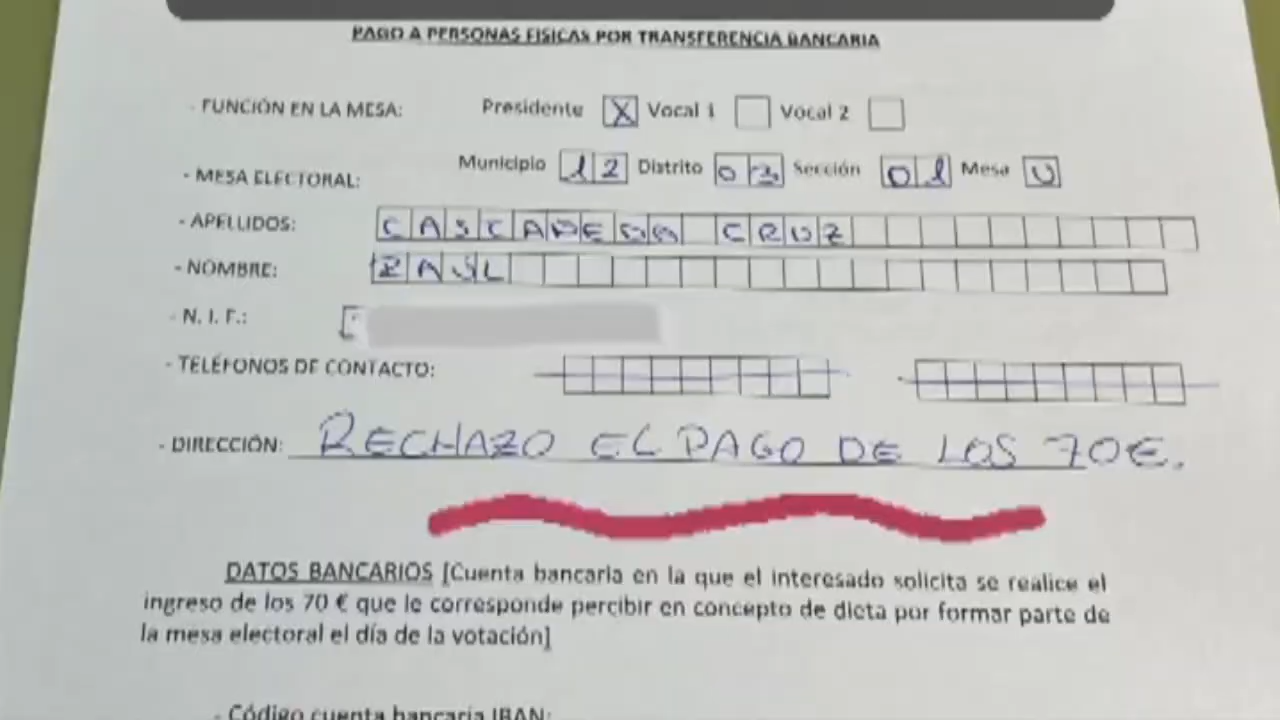 PAGO A PERSONAS FISICAS POR TRANSFERENCIA BANCARIA
- FUNCIÓN EN LA MESA: Presidente X Vocal 1 Vocal 2
- MESA ELECTORAL: Municipio 12 Distrito 03 Sección 01 Mesa U
- APELLIDOS: CRUZ
- NOMBRE:
- N. I. F.:
- TELÉFONOS DE CONTACTO:
- DIRECCIÓN: RECHAZO EL PAGO DE LOS 70€.
DATOS BANCARIOS [Cuenta bancaria en la que el interesado solicita se realice el
ingreso de los 70 € que le corresponde percibir en concepto de dieta por formar parte de
la mesa electoral el día de la votación]
- Código cuenta bancaria IBAN: